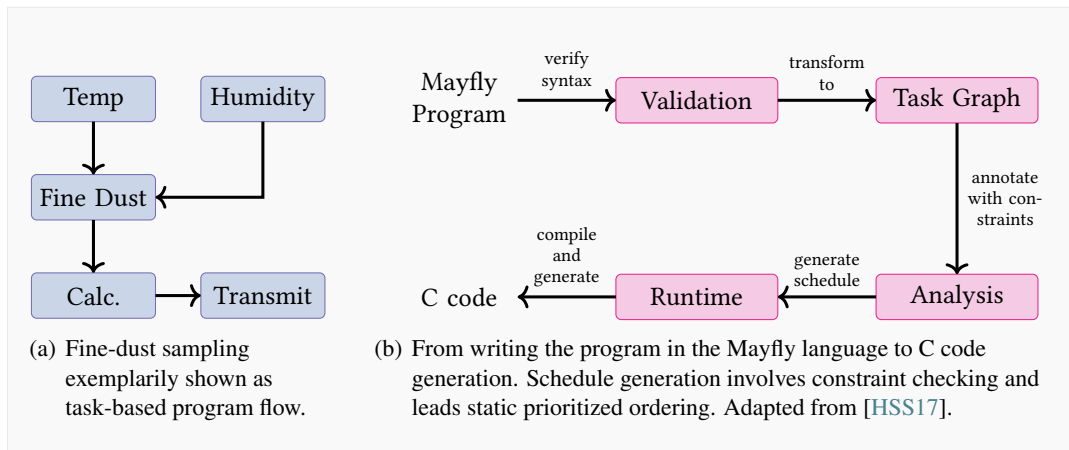 Temp
Humidity
Fine Dust
Calc.
Transmit
(a) Fine-dust sampling
exemplarily shown as
task-based program flow.
Mayfly
Program
verify
syntax
Validation
transform
to
Task Graph
annotate
with con-
straints
Analysis
generate
schedule
Runtime
compile
and
generate
C code
(b) From writing the program in the Mayfly language to C code
generation. Schedule generation involves constraint checking and
leads static prioritized ordering. Adapted from [HSS17].